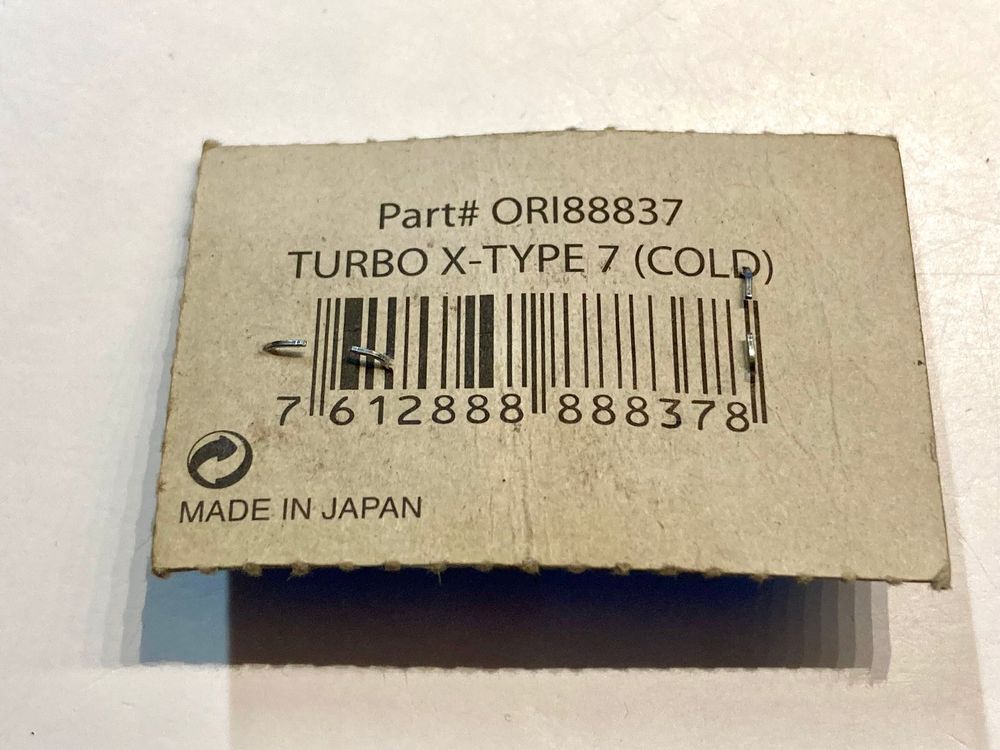 Part# ORI88837
TURBO X-TYPE 7 (COLD)
7 612888 888378
MADE IN JAPAN